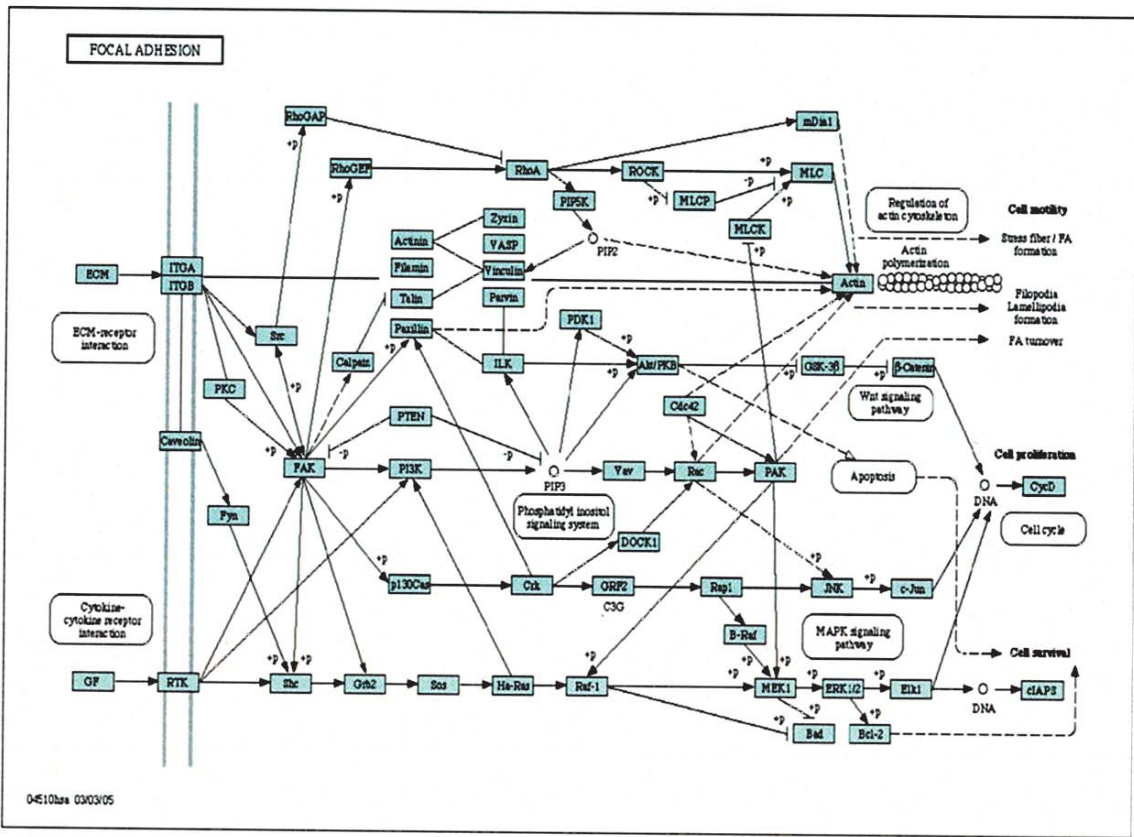 FOCAL ADHESION
RhoGAP
mDia1
+p
RhoGEF
RhoA
ROCK
+p
MLC
+p
+p
-p
PIP5K
MLCP
+p
Regulation of
actin cytoskeleton
Cell motility
Zyxin
MLCK
Actinin
VASP
PIP2
+p
Stress fiber / FA
formation
Actin
polymerization
ECM
ITGA
ITGB
Filamin
Vinculin
Actin
Talin
Parvin
Filopodia
Lamellipodia
formation
ECM-receptor
interaction
Src
Paxillin
PDK1
+p
FA turnover
Calpain
+p
ILK
+p
Akt/PKB
+p
GSK-3β
+p
β-Catenin
PKC
+p
Cdc42
Wnt signaling
pathway
PTEN
Caveolin
+p
-p
-p
+p
Cell proliferation
FAK
PI3K
PIP3
Vav
Rac
PAK
Apoptosis
DNA
CycD
Fyn
Phosphatidyl inositol
signaling system
DOCK1
Cell cycle
+p
+p
p130Cas
Crk
GRF2
C3G
Rap1
JNK
+p
c-Jun
Cytokine-
cytokine receptor
interaction
B-Raf
MAPK signaling
pathway
+p
+p
+p
+p
+p
Cell survival
GF
RTK
Shc
Grb2
Sos
Ha-Ras
Raf-1
+p
MEK1
+p
ERK1/2
+p
Elk1
DNA
cIAPS
+p
+p
+p
Bad
Bcl-2
04510hsa 03/03/05